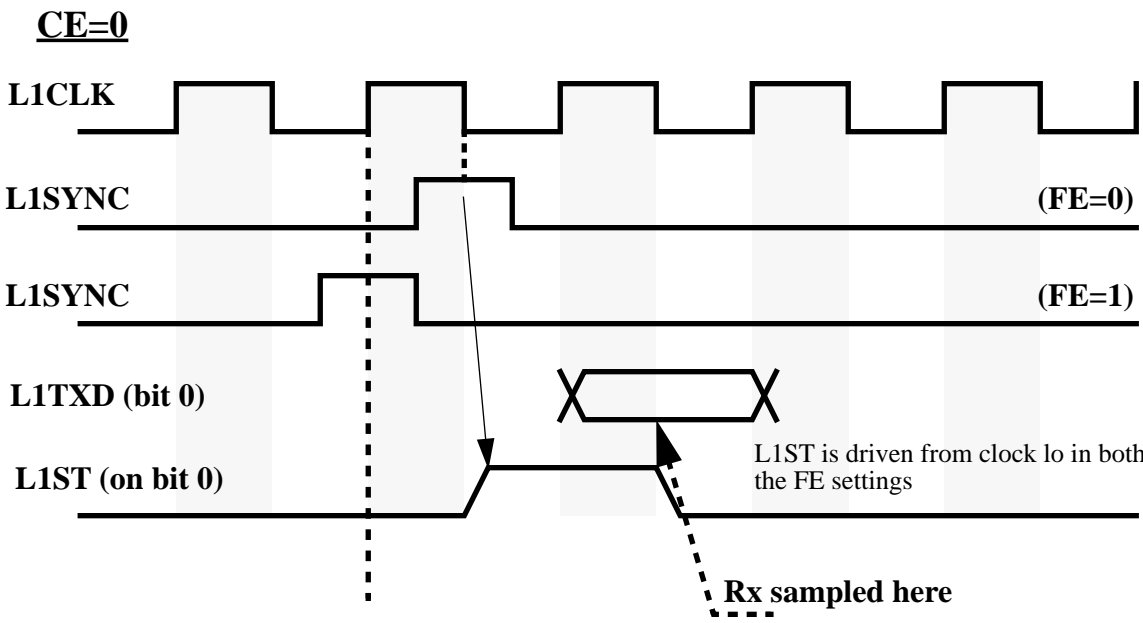 CE=0
L1CLK
L1SYNC
(FE=0)
L1SYNC
(FE=1)
L1TXD (bit 0)
L1ST is driven from clock lo in both
the FE settings
L1ST (on bit 0)
Rx sampled here